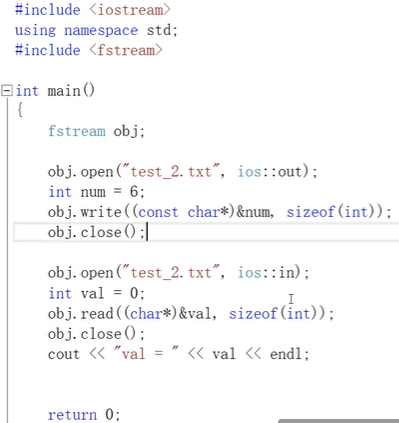 #include <iostream>
using namespace std;
#include <fstream>
int main()
{
fstream obj;
obj.open("test_2.txt", ios::out);
int num = 6;
obj.write((const char*)&num, sizeof(int));
obj.close();
obj.open("test_2.txt", ios::in);
int val = 0;
obj.read((char*)&val, sizeof(int));
obj.close();
cout << "val = " << val << endl;
return 0;